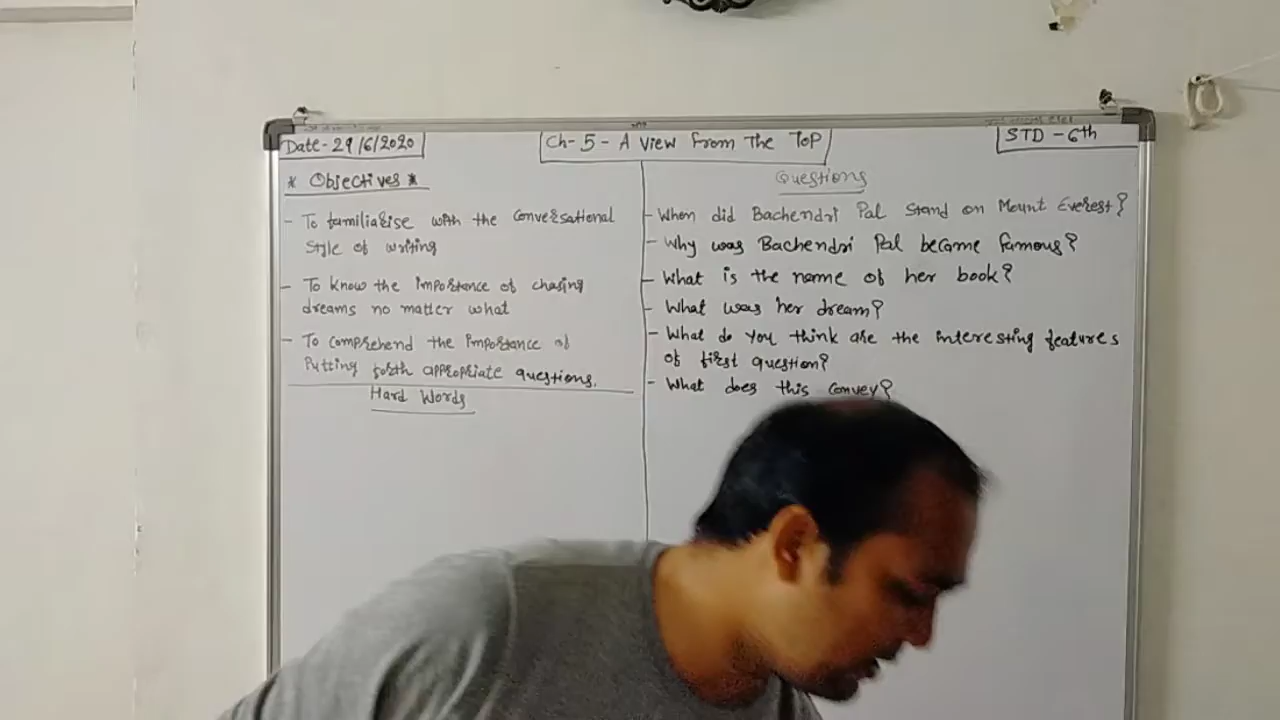 Date - 29/6/2020
Ch- 5 - A View from The Top
STD - 6th
* Objectives *
- To familiarise with the conversational
style of writing
- To know the importance of chasing
dreams no matter what
- To comprehend the importance of
Putting forth appropriate questions.
Hard Words
Questions
- When did Bachendri Pal stand on Mount Everest?
- Why was Bachendri Pal become famous?
- What is the name of her book?
- What was her dream?
- What do you think are the interesting features
of first question?
- What does this convey?